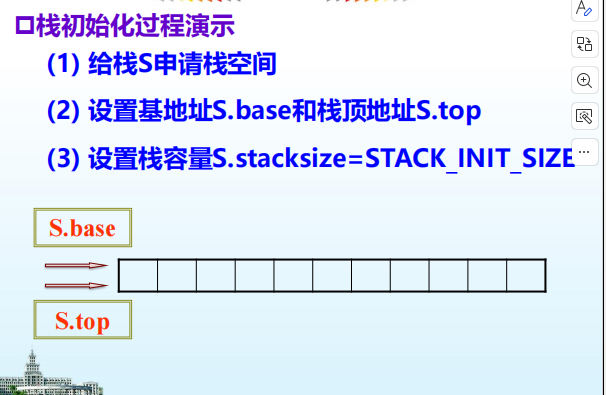 栈初始化过程演示
(1) 给栈S申请栈空间
(2) 设置基地址S.base和栈顶地址S.top
(3) 设置栈容量S.stacksize=STACK_INIT_SIZE
S.base
S.top